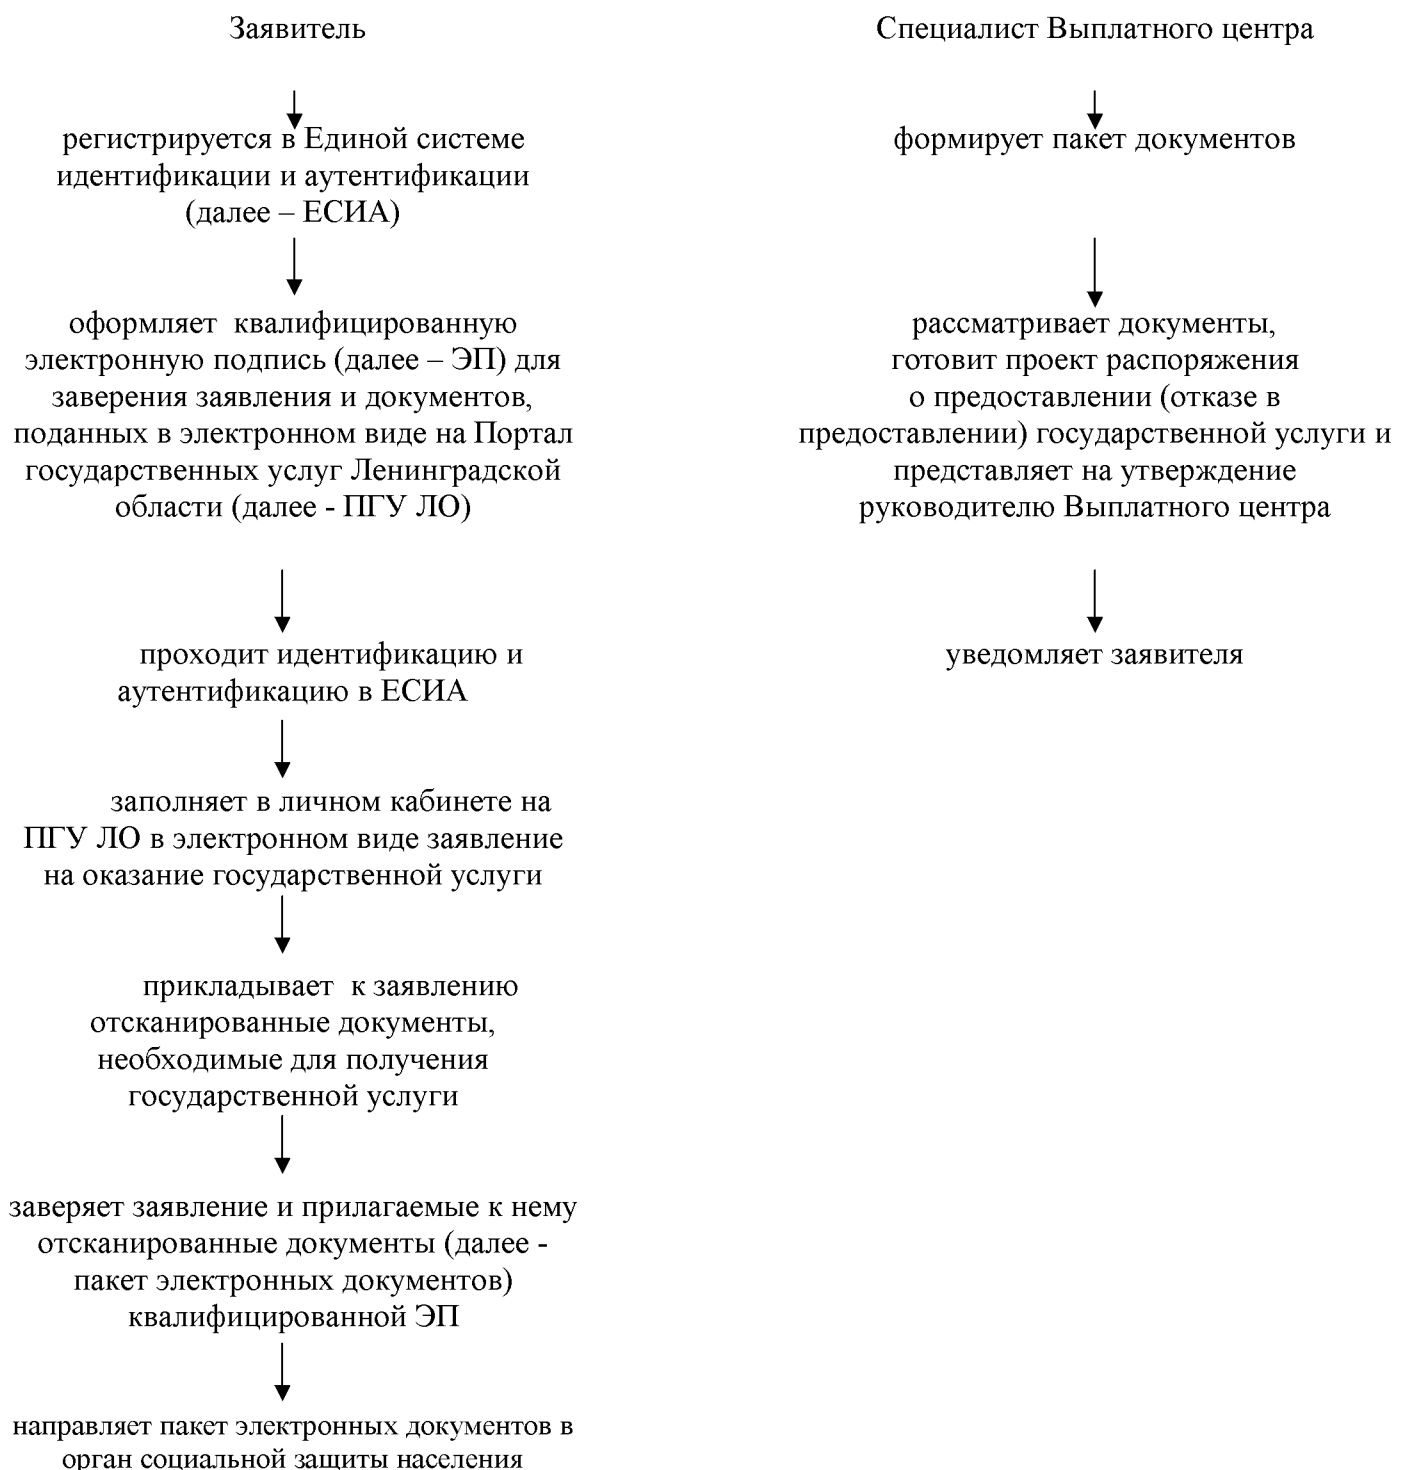 Заявитель
регистрируется в Единой системе
идентификации и аутентификации
(далее – ЕСИА)
оформляет квалифицированную
электронную подпись (далее – ЭП) для
заверения заявления и документов,
поданных в электронном виде на Портал
государственных услуг Ленинградской
области (далее - ПГУ ЛО)
проходит идентификацию и
аутентификацию в ЕСИА
заполняет в личном кабинете на
ПГУ ЛО в электронном виде заявление
на оказание государственной услуги
прикладывает к заявлению
отсканированные документы,
необходимые для получения
государственной услуги
заверяет заявление и прилагаемые к нему
отсканированные документы (далее -
пакет электронных документов)
квалифицированной ЭП
направляет пакет электронных документов в
орган социальной защиты населения
Специалист Выплатного центра
формирует пакет документов
рассматривает документы,
готовит проект распоряжения
о предоставлении (отказе в
предоставлении) государственной услуги и
представляет на утверждение
руководителю Выплатного центра
уведомляет заявителя